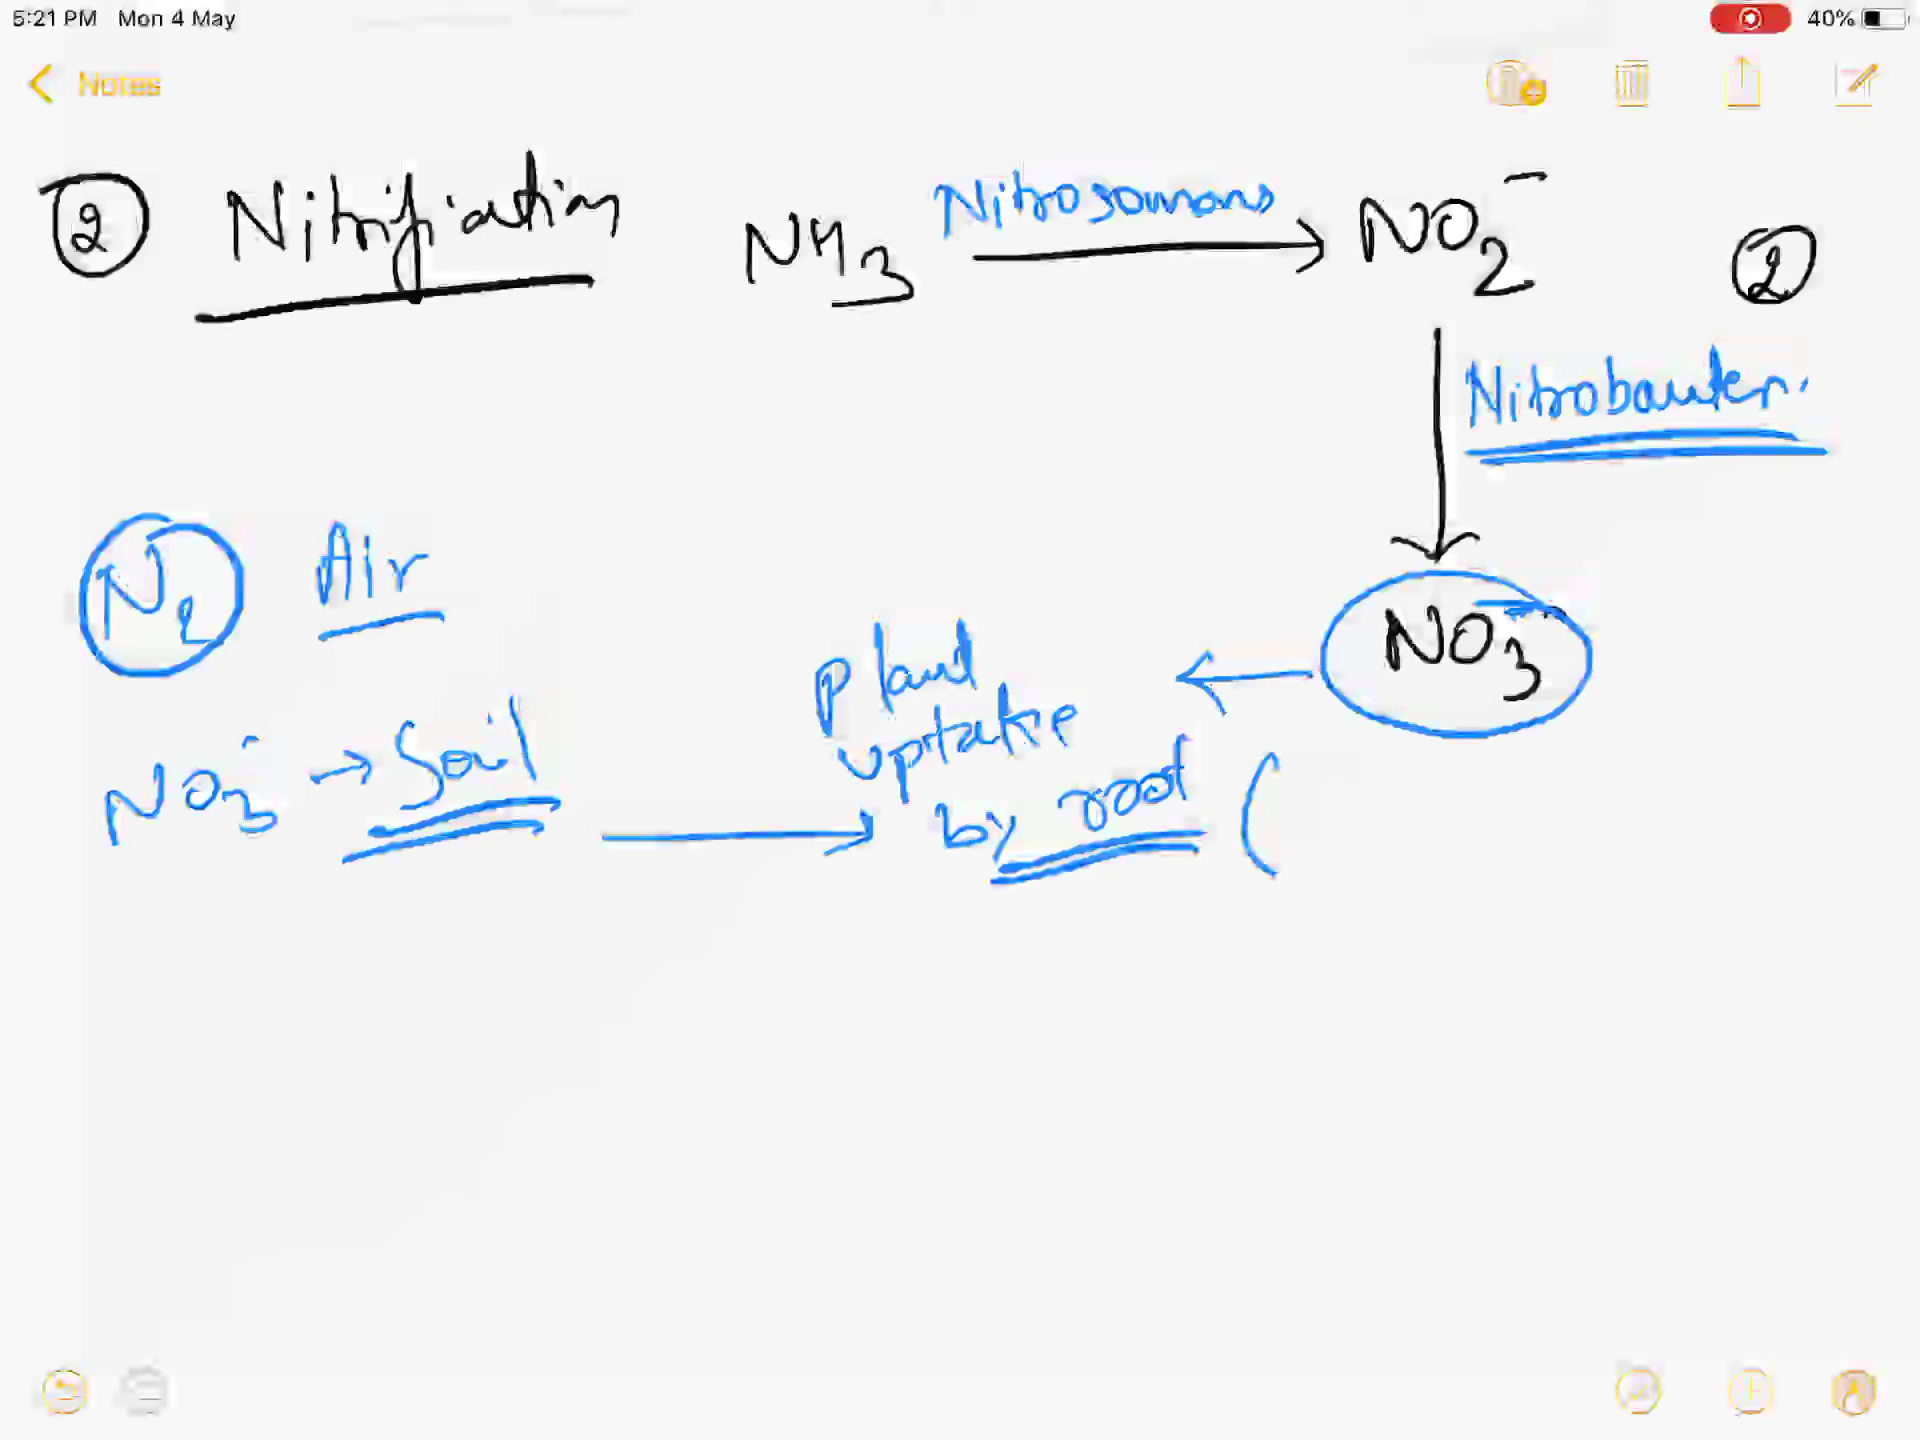 5:21 PM Mon 4 May 40%
Notes
② Nitrification NH₃ Nitrosomonas NO₂⁻ ②
Nitrobacter.
N₂ Air
NO₃⁻
plant
uptake
NO₃⁻ → Soil
by root (